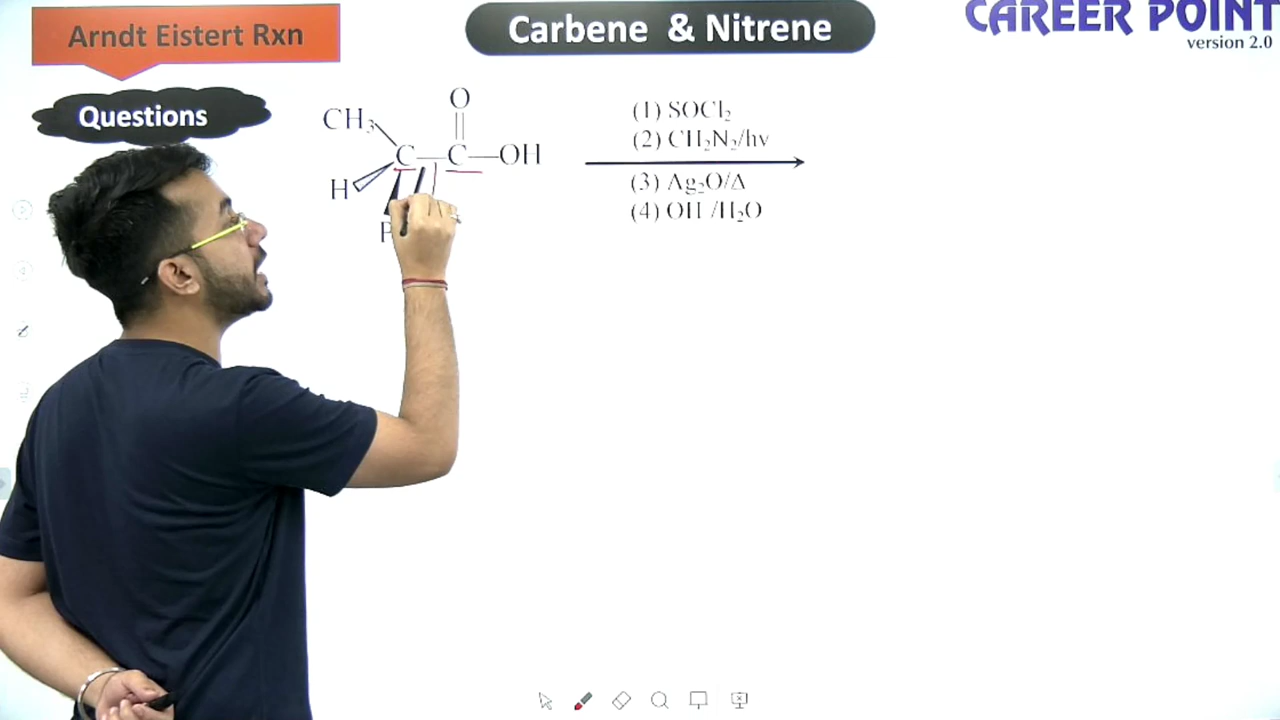 Arndt Eistert Rxn
Carbene & Nitrene
CAREER POINT
version 2.0
Questions
O
CH₃
C—C—OH
H
(1) SOCl₂
(2) CH₂N₂/hν
(3) Ag₂O/Δ
(4) OH /H₂O